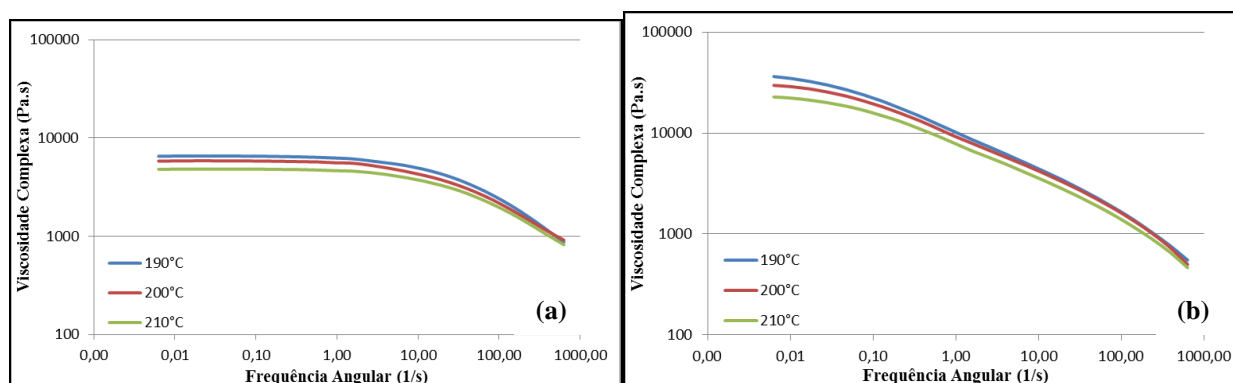 100000
10000
1000
100
Viscosidade Complexa (Pa.s)
190°C
200°C
210°C
(a)
0,00 0,01 0,10 1,00 10,00 100,00 1000,00
Frequência Angular (1/s)
100000
10000
1000
100
Viscosidade Complexa (Pa.s)
190°C
200°C
210°C
(b)
0,00 0,01 0,10 1,00 10,00 100,00 1000,00
Frequência Angular (1/s)